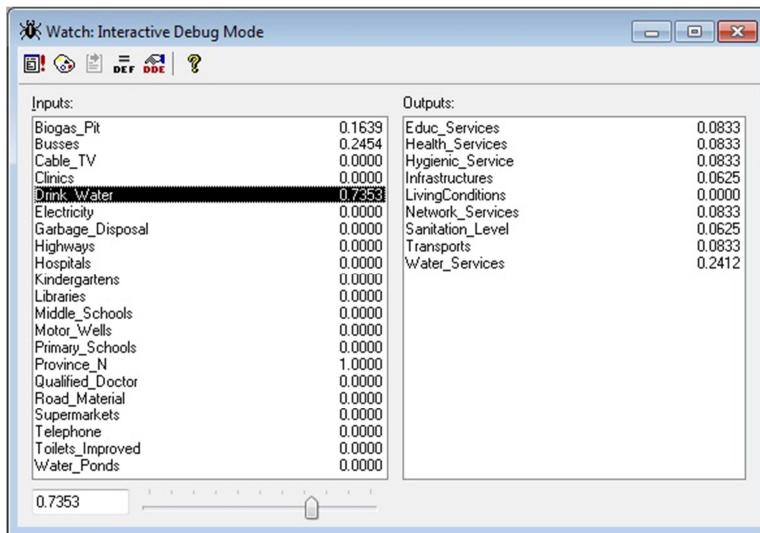 Watch: Interactive Debug Mode
DEF DDE
Inputs:
Biogas_Pit 0.1639
Busses 0.2454
Cable_TV 0.0000
Clinics 0.0000
Drink_Water 0.7353
Electricity 0.0000
Garbage_Disposal 0.0000
Highways 0.0000
Hospitals 0.0000
Kindergartens 0.0000
Libraries 0.0000
Middle_Schools 0.0000
Motor_Wells 0.0000
Primary_Schools 0.0000
Province_N 1.0000
Qualified_Doctor 0.0000
Road_Material 0.0000
Supermarkets 0.0000
Telephone 0.0000
Toilets_Improved 0.0000
Water_Ponds 0.0000
0.7353
Outputs:
Educ_Services 0.0833
Health_Services 0.0833
Hygienic_Service 0.0833
Infrastructures 0.0625
LivingConditions 0.0000
Network_Services 0.0833
Sanitation_Level 0.0625
Transports 0.0833
Water_Services 0.2412